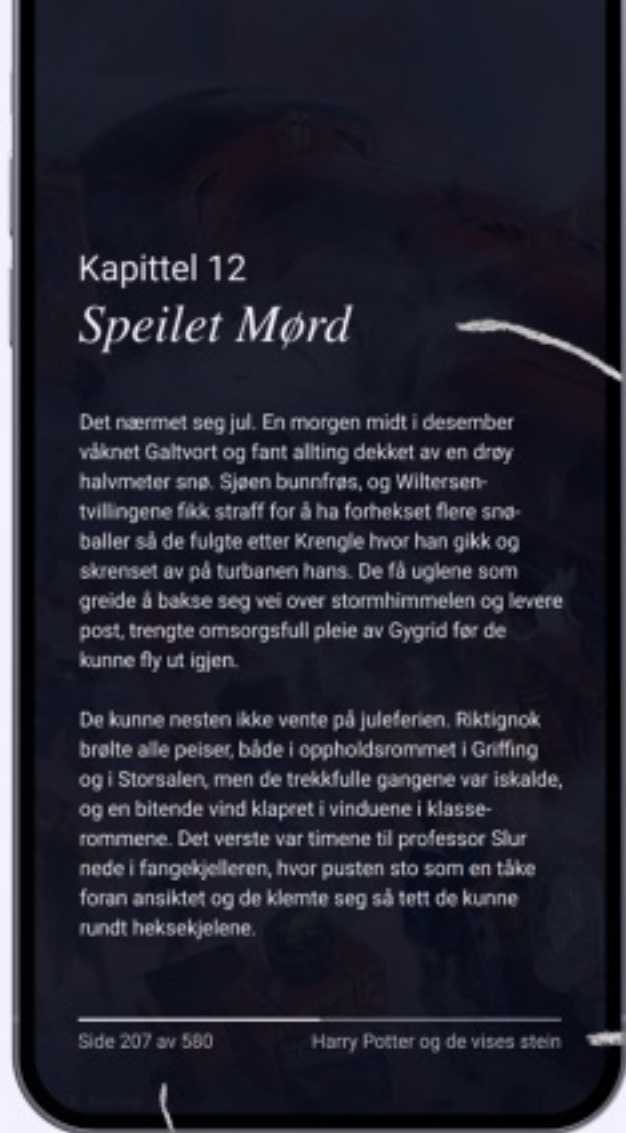 Kapittel 12
Speilet Mørd
Det nærmet seg jul. En morgen midt i desember
våknet Galtvort og fant allting dekket av en drøy
halvmeter snø. Sjøen bunnfrøs, og Wiltersen-
tvillingene fikk straff for å ha forhekset flere snø-
baller så de fulgte etter Krengle hvor han gikk og
skrenset av på turbanen hans. De få uglene som
greide å bakse seg vei over stormhimmelen og levere
post, trengte omsorgsfull pleie av Gygrid før de
kunne fly ut igjen.
De kunne nesten ikke vente på juleferien. Riktignok
brølte alle peiser, både i oppholdsrommet i Griffing
og i Storsalen, men de trekkfulle gangene var iskalde,
og en bitende vind klapret i vinduene i klasse-
rommene. Det verste var timene til professor Slur
nede i fangekjelleren, hvor pusten sto som en tåke
foran ansiktet og de klemte seg så tett de kunne
rundt heksekjelene.
Side 207 av 580 Harry Potter og de vises stein